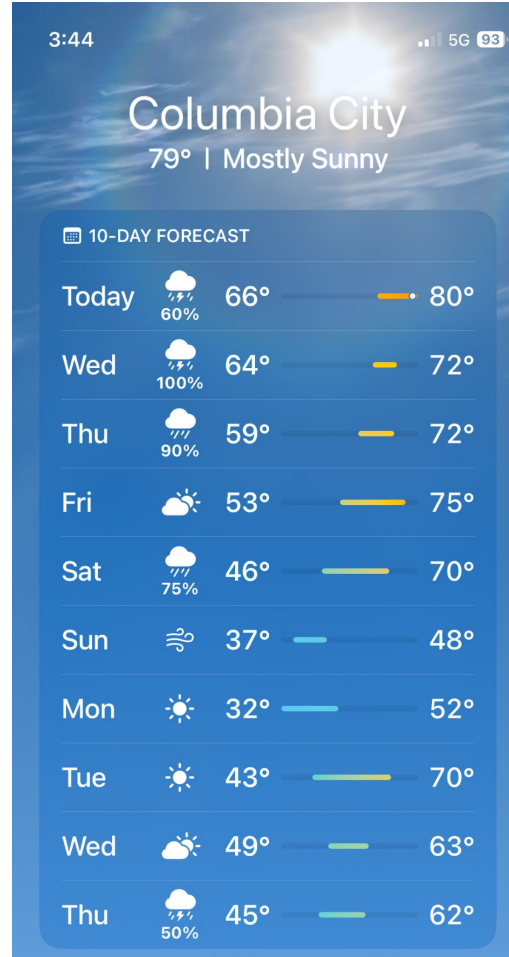 3:44 5G 93
Columbia City
79° | Mostly Sunny
10-DAY FORECAST
Today 60% 66° 80°
Wed 100% 64° 72°
Thu 90% 59° 72°
Fri 53° 75°
Sat 75% 46° 70°
Sun 37° 48°
Mon 32° 52°
Tue 43° 70°
Wed 49° 63°
Thu 50% 45° 62°